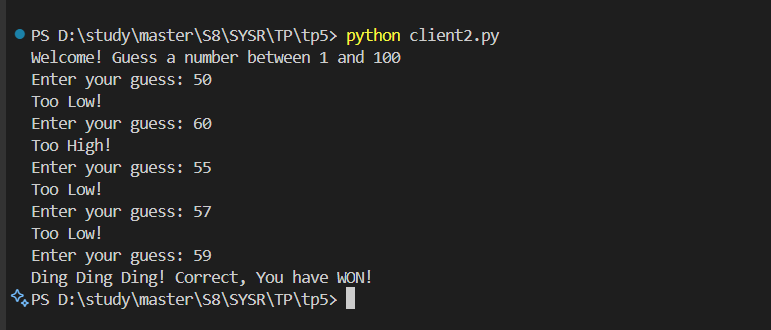 PS D:\study\master\S8\SYSR\TP\tp5> python client2.py
Welcome! Guess a number between 1 and 100
Enter your guess: 50
Too Low!
Enter your guess: 60
Too High!
Enter your guess: 55
Too Low!
Enter your guess: 57
Too Low!
Enter your guess: 59
Ding Ding Ding! Correct, You have WON!
PS D:\study\master\S8\SYSR\TP\tp5>